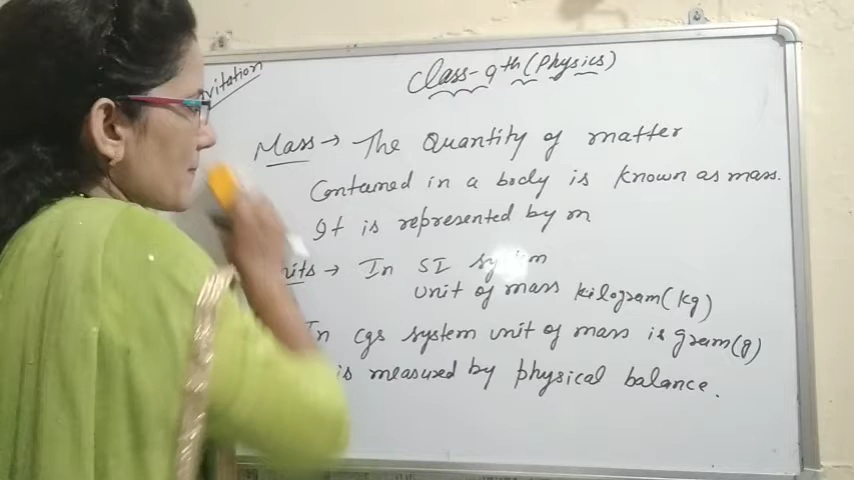 Class-9th (Physics)
Mass → The Quantity of matter
Contained in a body is known as mass.
It is represented by m
→ In SI system
unit of mass kilogram (kg)
In cgs system unit of mass is gram (g)
is measured by physical balance.